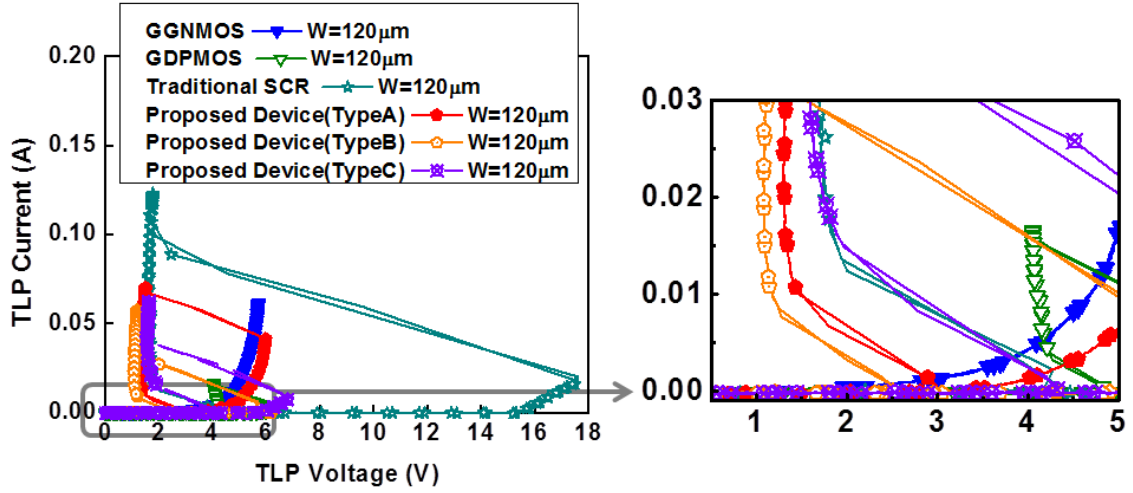 GGNMOS W=120μm
GDPMOS W=120μm
Traditional SCR W=120μm
Proposed Device(TypeA) W=120μm
Proposed Device(TypeB) W=120μm
Proposed Device(TypeC) W=120μm
TLP Current (A)
0.20
0.15
0.10
0.05
0.00
0 2 4 6 8 10 12 14 16 18
TLP Voltage (V)
0.03
0.02
0.01
0.00
1 2 3 4 5